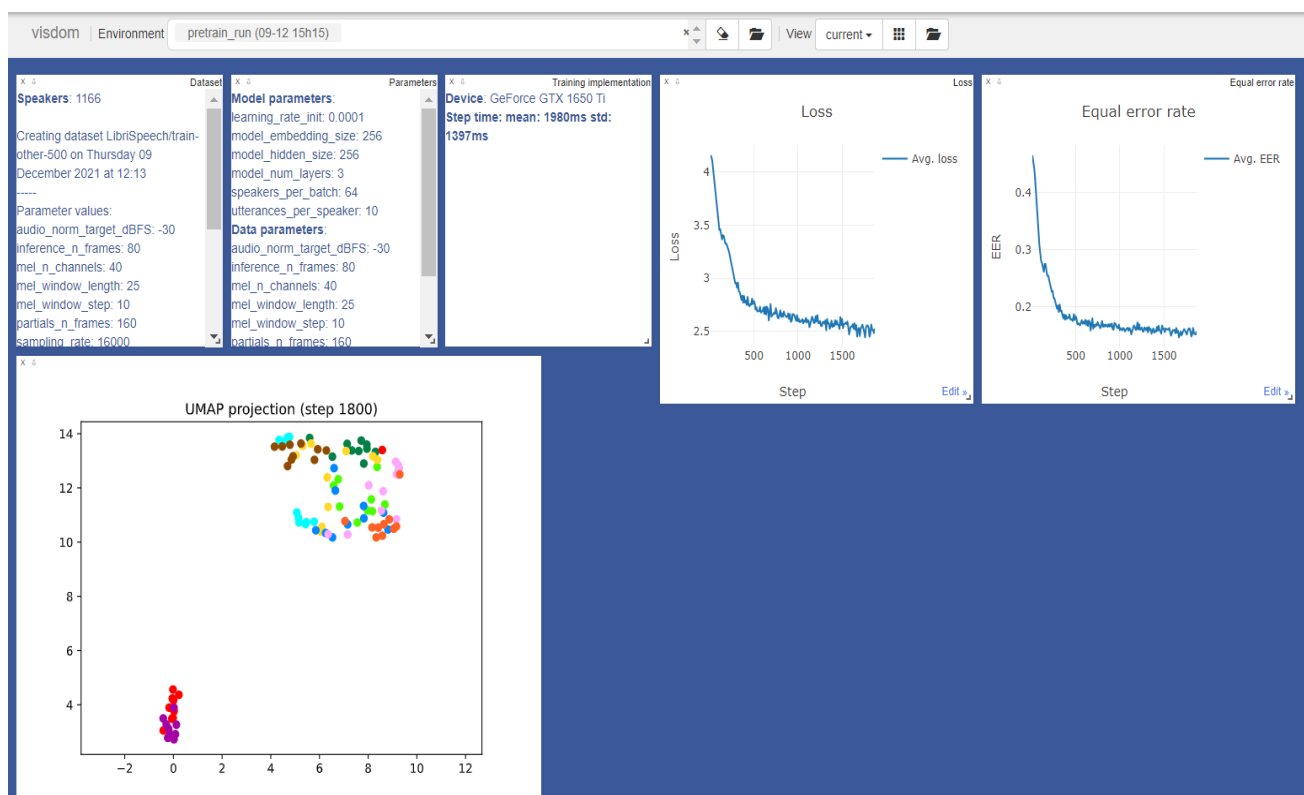 visdom Environment pretrain_run (09-12 15h15) x View current
X Dataset
Speakers: 1166
Creating dataset LibriSpeech/train-
other-500 on Thursday 09
December 2021 at 12:13
-----
Parameter values:
audio_norm_target_dBFS: -30
inference_n_frames: 80
mel_n_channels: 40
mel_window_length: 25
mel_window_step: 10
partials_n_frames: 160
sampling_rate: 16000
X Parameters
Model parameters:
learning_rate_init: 0.0001
model_embedding_size: 256
model_hidden_size: 256
model_num_layers: 3
speakers_per_batch: 64
utterances_per_speaker: 10
Data parameters:
audio_norm_target_dBFS: -30
inference_n_frames: 80
mel_n_channels: 40
mel_window_length: 25
mel_window_step: 10
partials_n_frames: 160
X Training implementation
Device: GeForce GTX 1650 Ti
Step time: mean: 1980ms std:
1397ms
X Loss
Loss
Avg. loss
4
3.5
3
2.5
Loss
500 1000 1500
Step
Edit »
X Equal error rate
Equal error rate
Avg. EER
0.4
0.3
0.2
EER
500 1000 1500
Step
Edit »
X
UMAP projection (step 1800)
14
12
10
8
6
4
−2 0 2 4 6 8 10 12